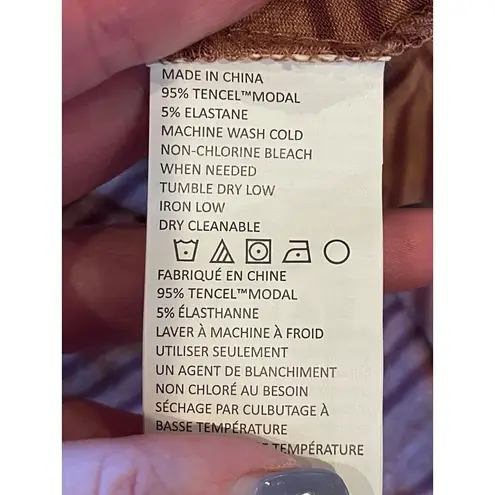 MADE IN CHINA
95% TENCEL™MODAL
5% ELASTANE
MACHINE WASH COLD
NON-CHLORINE BLEACH
WHEN NEEDED
TUMBLE DRY LOW
IRON LOW
DRY CLEANABLE
FABRIQUÉ EN CHINE
95% TENCEL™MODAL
5% ÉLASTHANNE
LAVER À MACHINE À FROID
UTILISER SEULEMENT
UN AGENT DE BLANCHIMENT
NON CHLORÉ AU BESOIN
SÉCHAGE PAR CULBUTAGE À
BASSE TEMPÉRATURE
TEMPÉRATURE